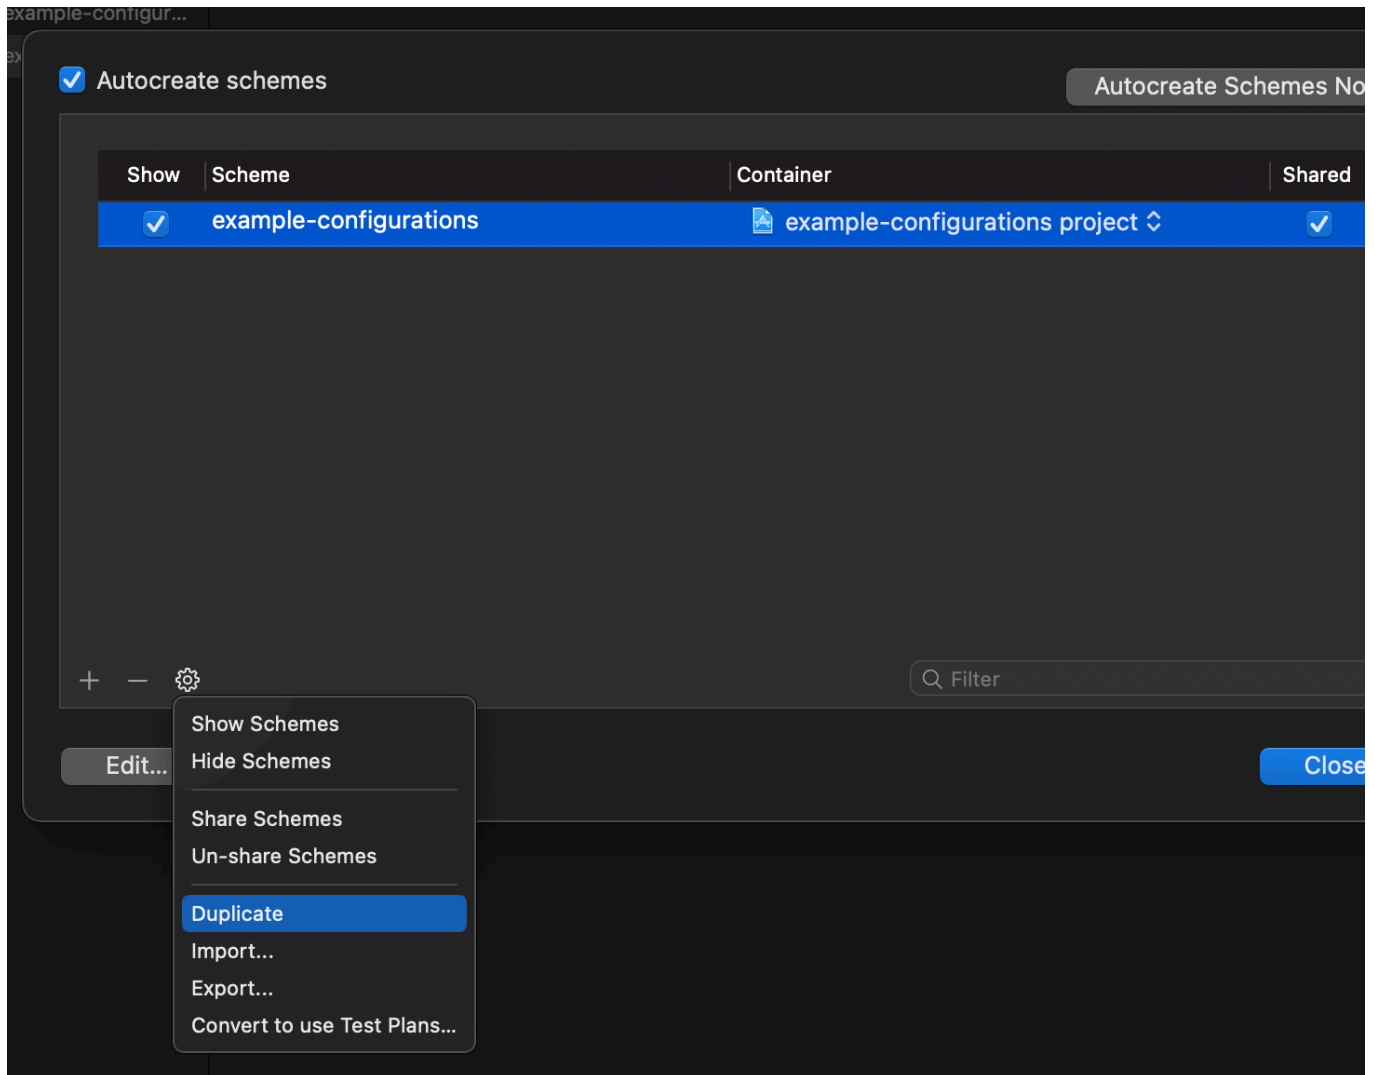 example-configur...
ex
Autocreate schemes
Autocreate Schemes No
Show Scheme Container Shared
example-configurations example-configurations project
Filter
Show Schemes
Hide Schemes
Edit...
Close
Share Schemes
Un-share Schemes
Duplicate
Import...
Export...
Convert to use Test Plans...